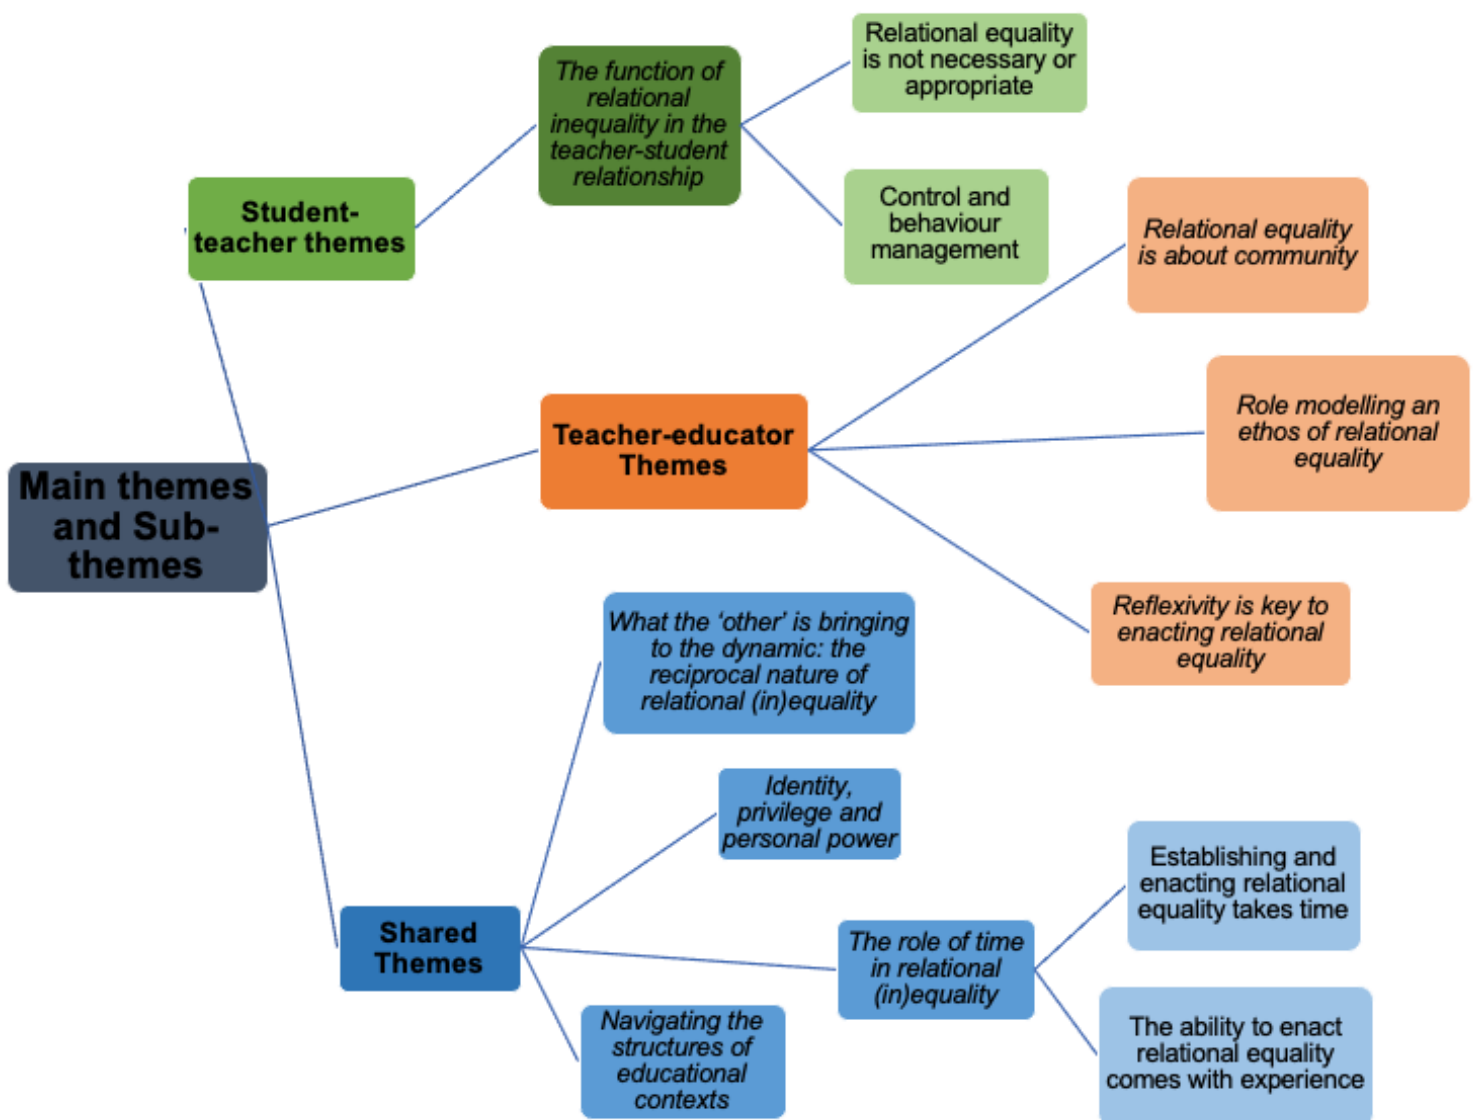 Relational equality
is not necessary or
appropriate
The function of
relational
inequality in the
teacher-student
relationship
Control and
behaviour
management
Student-
teacher themes
Relational equality
is about community
Role modelling an
ethos of relational
equality
Teacher-educator
Themes
Main themes
and Sub-
themes
Reflexivity is key to
enacting relational
equality
What the ‘other’ is bringing
to the dynamic: the
reciprocal nature of
relational (in)equality
Identity,
privilege and
personal power
Establishing and
enacting relational
equality takes time
Shared
Themes
The role of time
in relational
(in)equality
Navigating the
structures of
educational
contexts
The ability to enact
relational equality
comes with experience